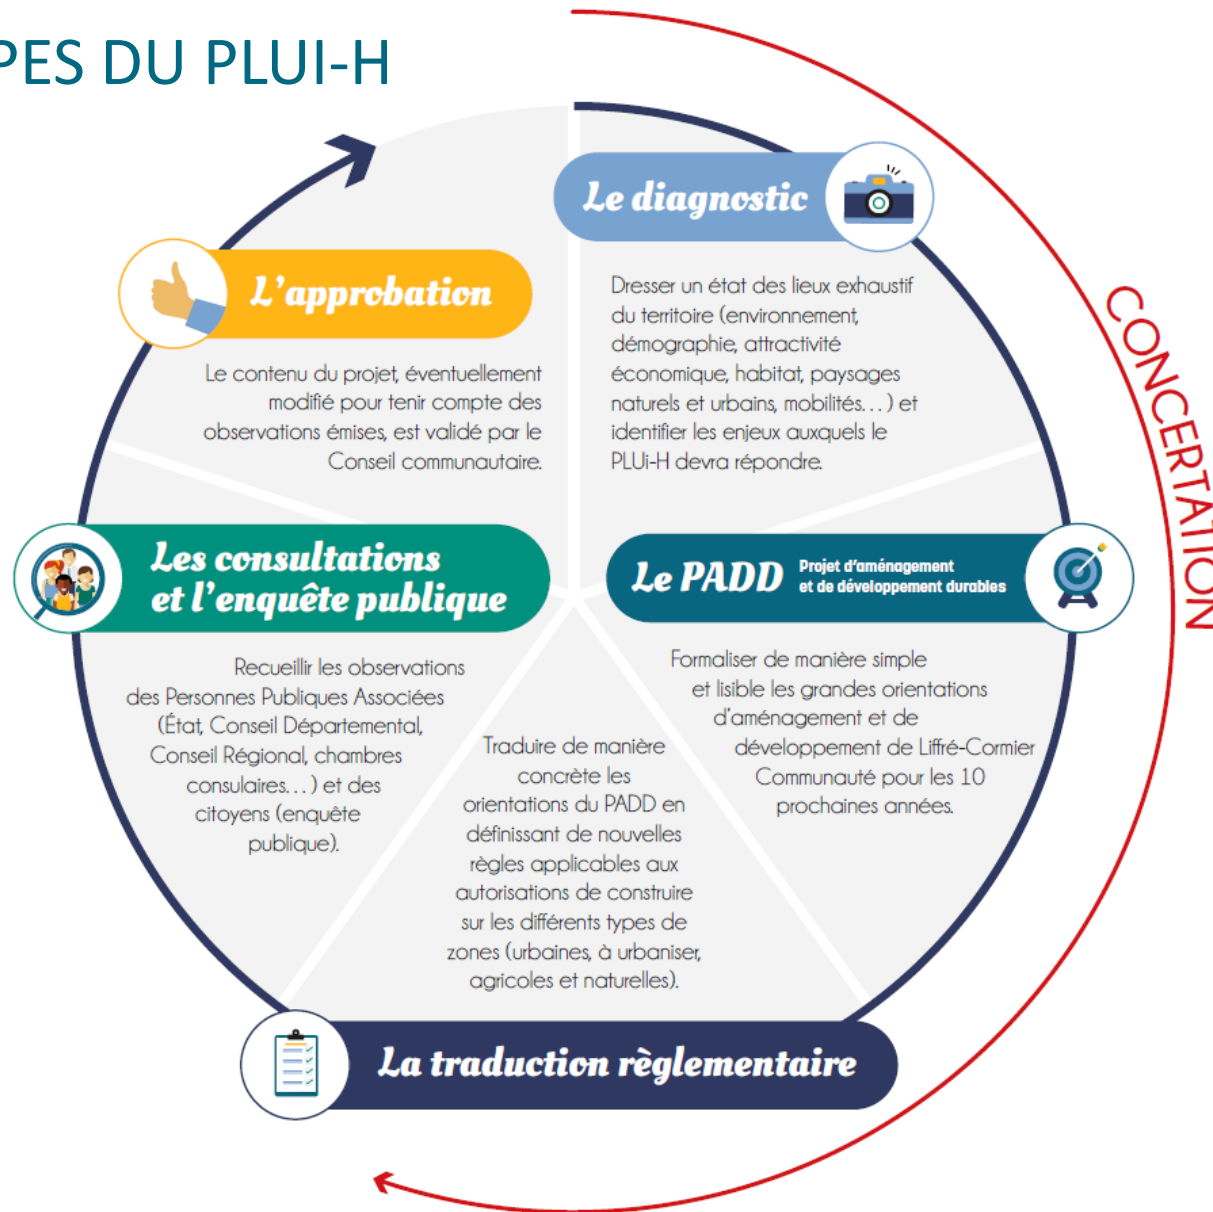 PES DU PLUI-H
Le diagnostic
Dresser un état des lieux exhaustif
du territoire (environnement,
démographie, attractivité
économique, habitat, paysages
naturels et urbains, mobilités...) et
identifier les enjeux auxquels le
PLUi-H devra répondre.
CONCERTATION
Le PADD
Projet d'aménagement
et de développement durables
Formaliser de manière simple
et lisible les grandes orientations
d'aménagement et de
développement de Liffré-Cormier
Communauté pour les 10
prochaines années.
Traduire de manière
concrète les
orientations du PADD en
définissant de nouvelles
règles applicables aux
autorisations de construire
sur les différents types de
zones (urbaines, à urbaniser,
agricoles et naturelles).
La traduction règlementaire
Les consultations
et l'enquête publique
Recueillir les observations
des Personnes Publiques Associées
(État, Conseil Départemental,
Conseil Régional, chambres
consulaires...) et des
citoyens (enquête
publique).
L'approbation
Le contenu du projet, éventuellement
modifié pour tenir compte des
observations émises, est validé par le
Conseil communautaire.